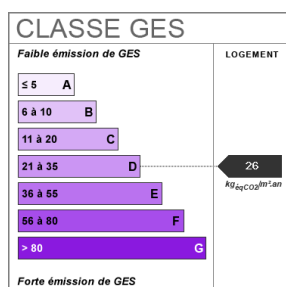 CLASSE GES
Faible émission de GES
LOGEMENT
≤ 5 A
6 à 10 B
11 à 20 C
21 à 35 D
26
kgéqCO2/m².an
36 à 55 E
56 à 80 F
> 80 G
Forte émission de GES